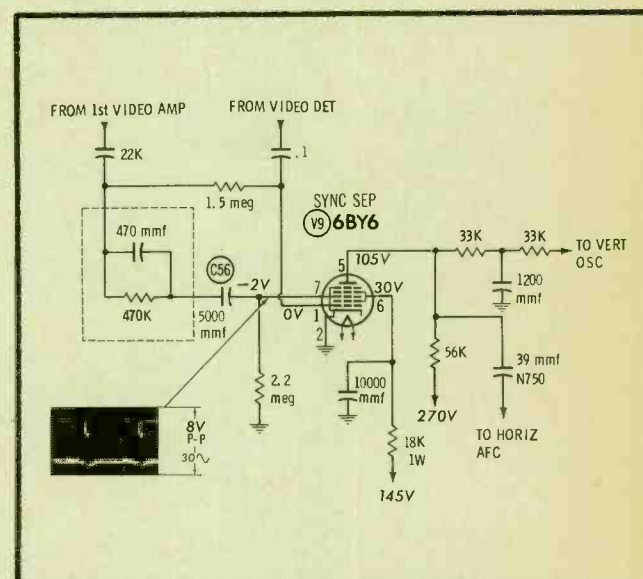 FROM 1st VIDEO AMP
FROM VIDEO DET
22K
.1
1.5 meg
SYNC SEP
V9 6BY6
470 mmf
470K
C56
5000
mmf
-2V
0V
7
1
2
5
6
105V
30V
33K
33K
TO VERT
OSC
1200
mmf
56K
39 mmf
N750
270V
TO HORIZ
AFC
2.2
meg
10000
mmf
18K
1W
145V
8V
P-P
30~